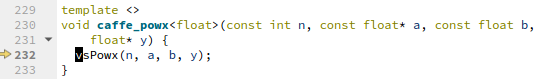 229 template <>
230 void caffe_powx<float>(const int n, const float* a, const float b,
231 float* y) {
232 vsPowx(n, a, b, y);
233 }